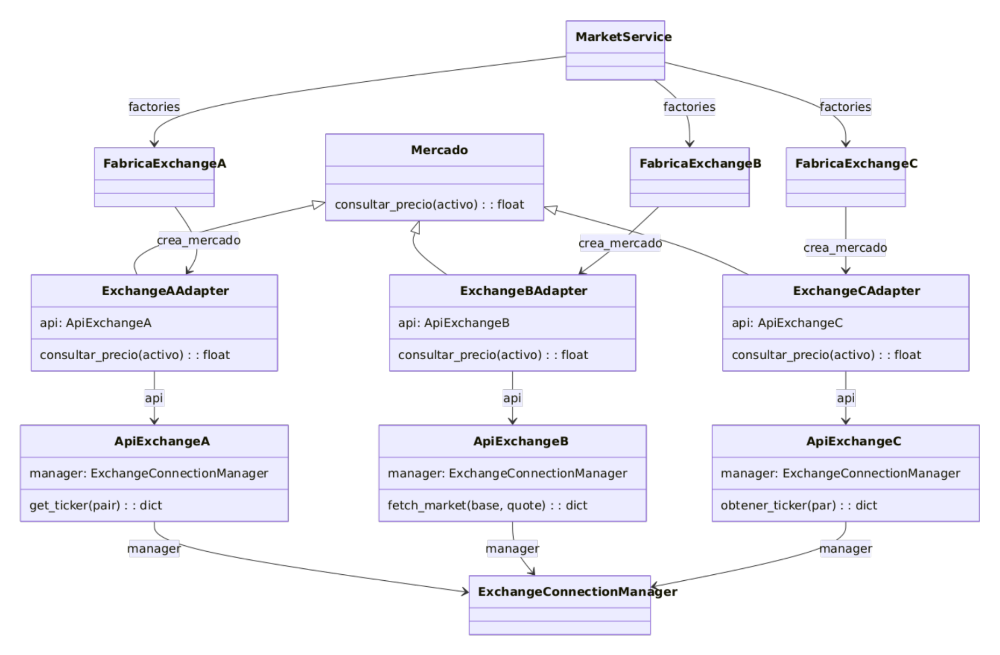 MarketService
factories
factories
factories
FabricaExchangeA
Mercado
consultar_precio(activo) : : float
FabricaExchangeB
FabricaExchangeC
crea_mercado
crea_mercado
crea_mercado
ExchangeAAdapter
api: ApiExchangeA
consultar_precio(activo) : : float
ExchangeBAdapter
api: ApiExchangeB
consultar_precio(activo) : : float
ExchangeCAdapter
api: ApiExchangeC
consultar_precio(activo) : : float
api
api
api
ApiExchangeA
manager: ExchangeConnectionManager
get_ticker(pair) : : dict
ApiExchangeB
manager: ExchangeConnectionManager
fetch_market(base, quote) : : dict
ApiExchangeC
manager: ExchangeConnectionManager
obtener_ticker(par) : : dict
manager
manager
manager
ExchangeConnectionManager